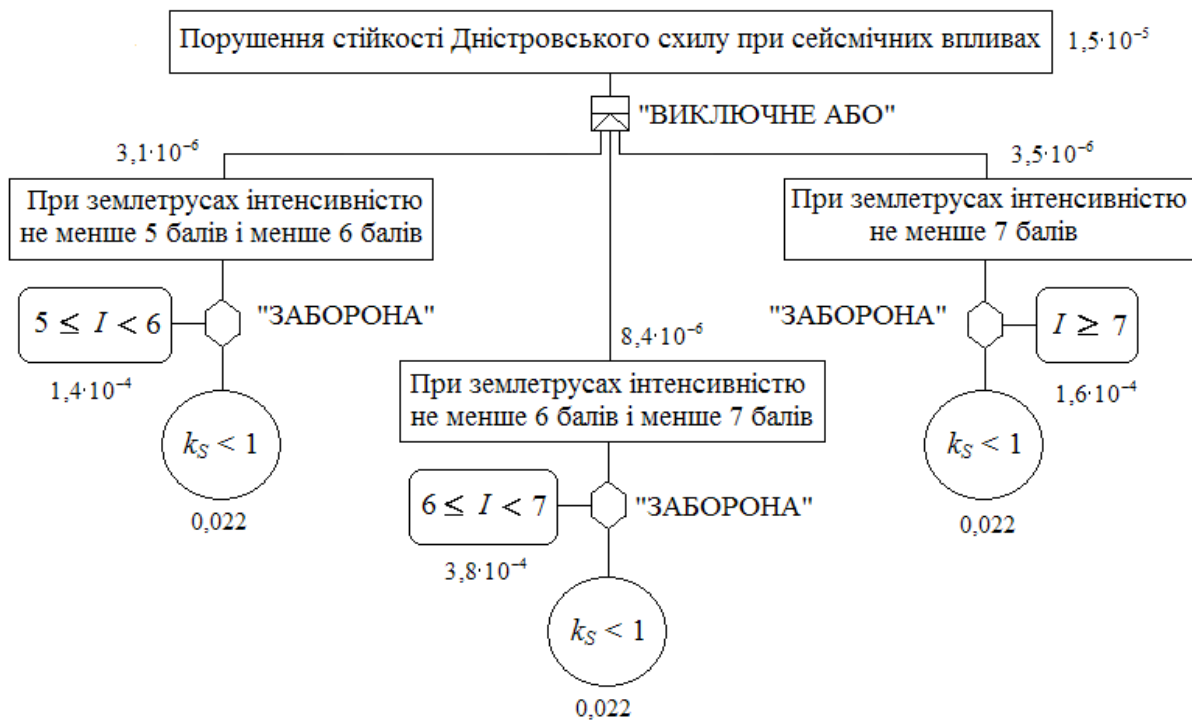 Порушення стійкості Дністровського схилу при сейсмічних впливах
1,5·10⁻⁵
"ВИКЛЮЧНЕ АБО"
3,1·10⁻⁶
При землетрусах інтенсивністю
не менше 5 балів і менше 6 балів
5 ≤ I < 6
"ЗАБОРОНА"
1,4·10⁻⁴
k_S < 1
0,022
8,4·10⁻⁶
При землетрусах інтенсивністю
не менше 6 балів і менше 7 балів
6 ≤ I < 7
"ЗАБОРОНА"
3,8·10⁻⁴
k_S < 1
0,022
3,5·10⁻⁶
При землетрусах інтенсивністю
не менше 7 балів
"ЗАБОРОНА"
I ≥ 7
1,6·10⁻⁴
k_S < 1
0,022